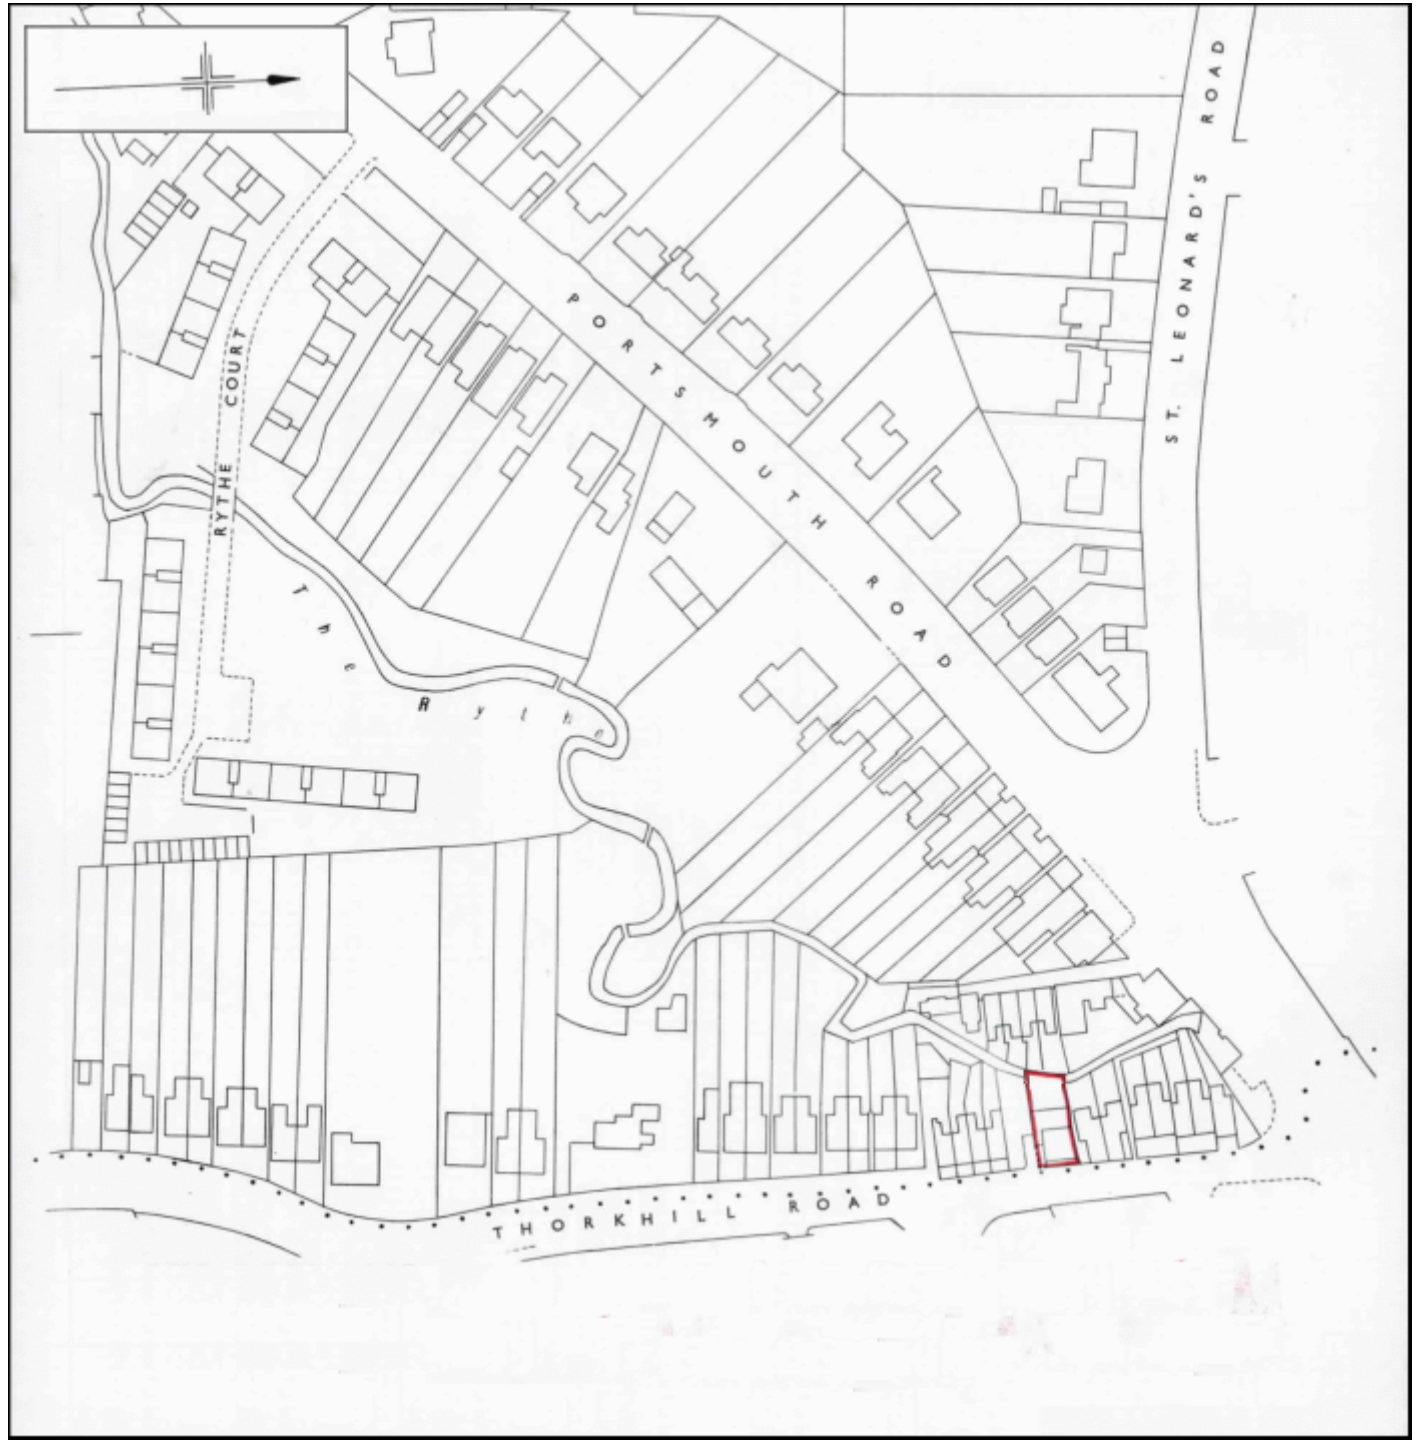 ST. LEONARD'S ROAD
PORTSMOUTH ROAD
RYTHE COURT
The Rythe
THORKHILL ROAD